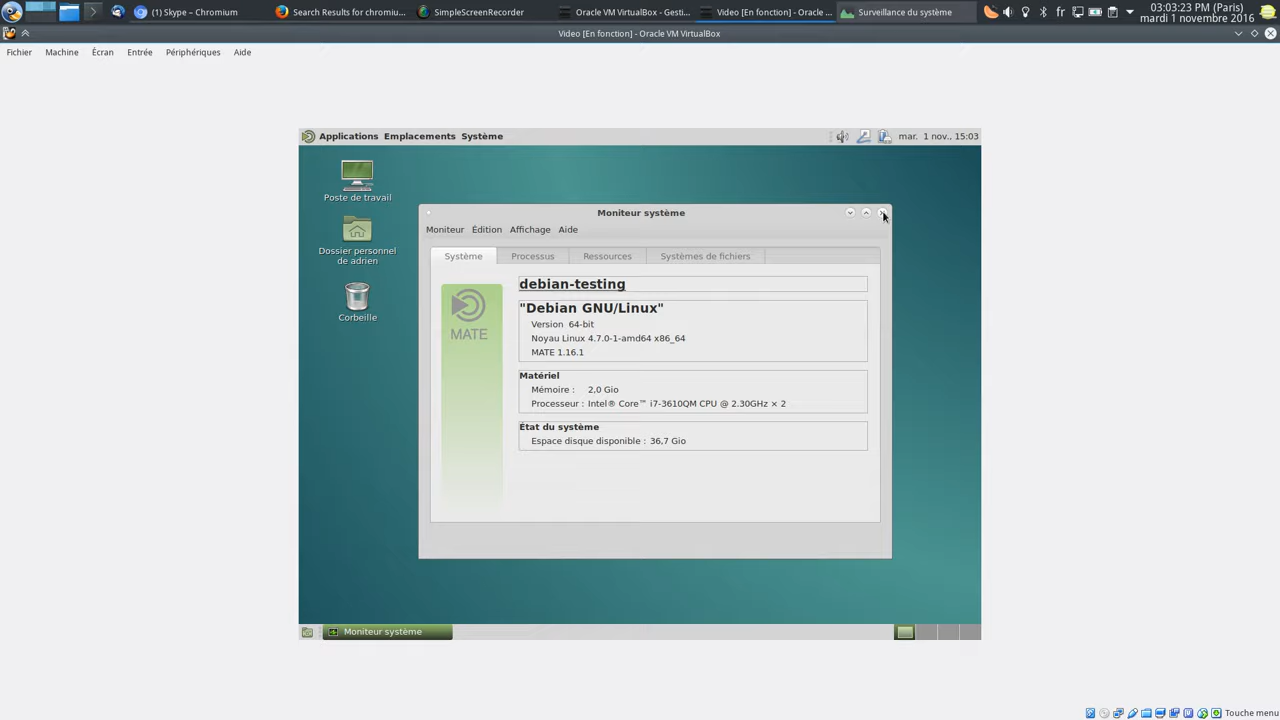 [1] Skype – Chromium
Search Results for chromiu...
SimpleScreenRecorder
Oracle VM VirtualBox – Gesti...
Video [En fonction] - Oracle ...
Surveillance du système
fr
03:03:23 PM (Paris)
mardi 1 novembre 2016
Video [En fonction] - Oracle VM VirtualBox
Fichier Machine Écran Entrée Périphériques Aide
Applications Emplacements Système
mar. 1 nov., 15:03
Poste de travail
Dossier personnel
de adrien
Corbeille
Moniteur système
Moniteur Édition Affichage Aide
Système Processus Ressources Systèmes de fichiers
MATE
debian-testing
"Debian GNU/Linux"
Version 64-bit
Noyau Linux 4.7.0-1-amd64 x86_64
MATE 1.16.1
Matériel
Mémoire : 2,0 Gio
Processeur : Intel® Core™ i7-3610QM CPU @ 2.30GHz × 2
État du système
Espace disque disponible : 36,7 Gio
Moniteur système
Touche menu